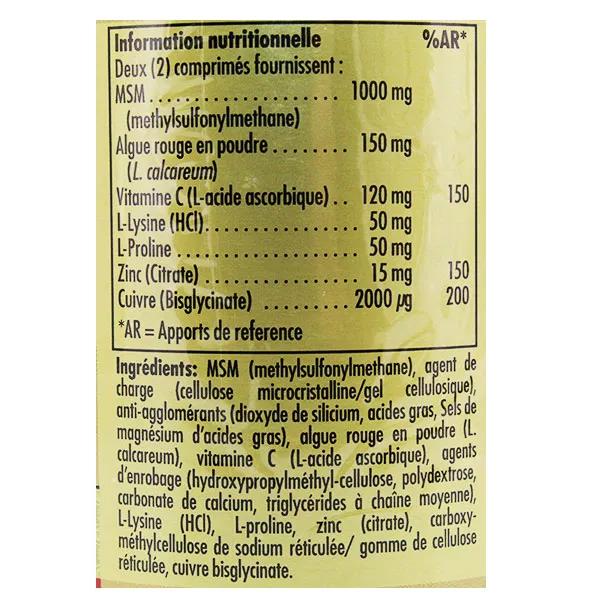 Information nutritionnelle %AR*
Deux (2) comprimés fournissent :
MSM.................... 1000 mg
(methylsulfonylmethane)
Algue rouge en poudre........ 150 mg
(L. calcareum)
Vitamine C (L-acide ascorbique).. 120 mg 150
L-Lysine (HCl)................ 50 mg
L-Proline.................... 50 mg
Zinc (Citrate)................ 15 mg 150
Cuivre (Bisglycinate) ........ 2000 µg 200
*AR = Apports de reference
Ingrédients: MSM (methylsulfonylmethane), agent de
charge (cellulose microcristalline/gel cellulosique),
anti-agglomérants (dioxyde de silicium, acides gras, Sels de
magnésium d'acides gras), algue rouge en poudre (L.
calcareum), vitamine C (L-acide ascorbique), agents
d'enrobage (hydroxypropylméthyl-cellulose, polydextrose,
carbonate de calcium, triglycérides à chaîne moyenne),
L-Lysine (HCl), L-proline, zinc (citrate), carboxy-
méthylcellulose de sodium réticulée/ gomme de cellulose
réticulée, cuivre bisglycinate.